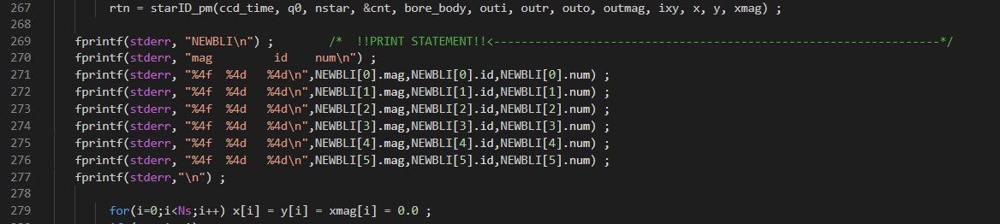 267 rtn = starID_pm(ccd_time, q0, nstar, &cnt, bore_body, outi, outr, outo, outmag, ixy, x, y, xmag) ;
268
269 fprintf(stderr, "NEWBLI\n") ; /* !!PRINT STATEMENT!!<------------------------------------------------------------------*/
270 fprintf(stderr, "mag id num\n") ;
271 fprintf(stderr, "%4f %4d %4d\n",NEWBLI[0].mag,NEWBLI[0].id,NEWBLI[0].num) ;
272 fprintf(stderr, "%4f %4d %4d\n",NEWBLI[1].mag,NEWBLI[1].id,NEWBLI[1].num) ;
273 fprintf(stderr, "%4f %4d %4d\n",NEWBLI[2].mag,NEWBLI[2].id,NEWBLI[2].num) ;
274 fprintf(stderr, "%4f %4d %4d\n",NEWBLI[3].mag,NEWBLI[3].id,NEWBLI[3].num) ;
275 fprintf(stderr, "%4f %4d %4d\n",NEWBLI[4].mag,NEWBLI[4].id,NEWBLI[4].num) ;
276 fprintf(stderr, "%4f %4d %4d\n",NEWBLI[5].mag,NEWBLI[5].id,NEWBLI[5].num) ;
277 fprintf(stderr,"\n") ;
278
279 for(i=0;i<Ns;i++) x[i] = y[i] = xmag[i] = 0.0 ;